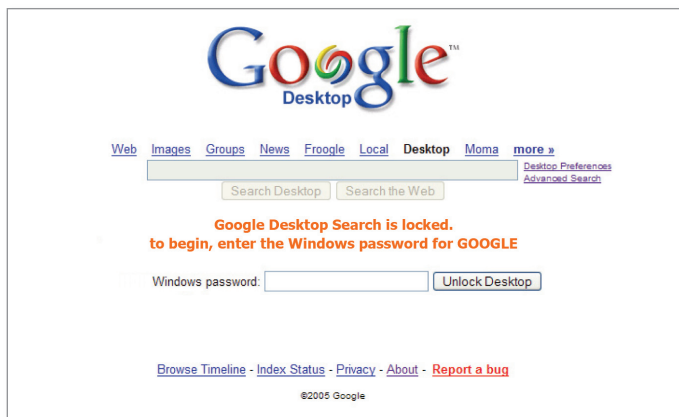 Google™
Desktop
Web Images Groups News Froogle Local Desktop Moma more »
Desktop Preferences
Advanced Search
Search Desktop Search the Web
Google Desktop Search is locked.
to begin, enter the Windows password for GOOGLE
Windows password: Unlock Desktop
Browse Timeline - Index Status - Privacy - About - Report a bug
©2005 Google